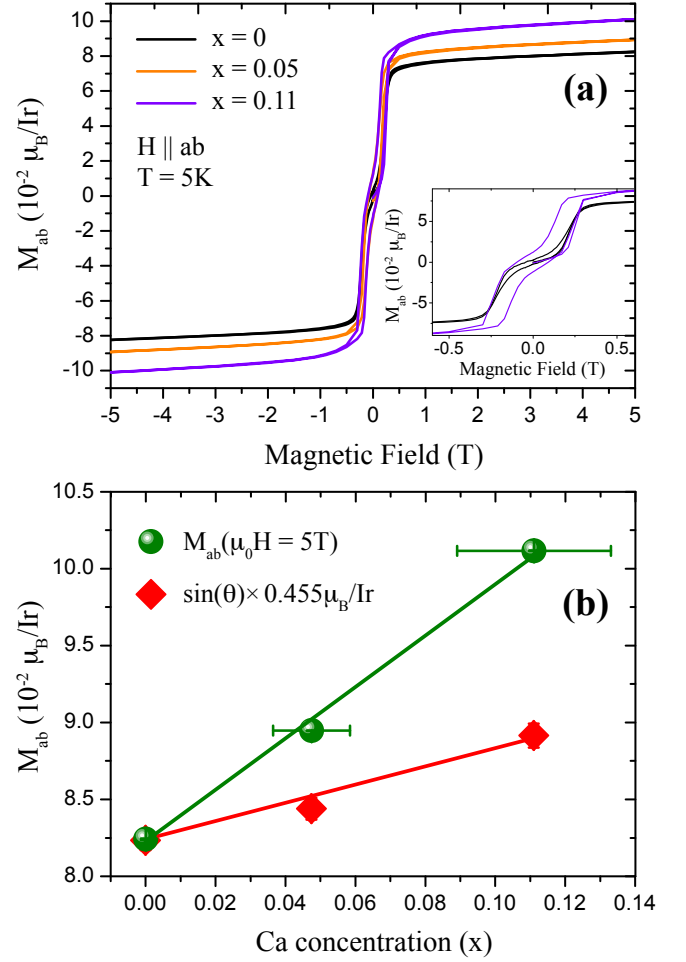 10
8
6
4
2
0
-2
-4
-6
-8
-10
M_ab (10^-2 μ_B/Ir)
x = 0
x = 0.05
x = 0.11
H || ab
T = 5K
(a)
5
0
-5
M_ab (10^-2 μ_B/Ir)
-0.5 0.0 0.5
Magnetic Field (T)
-5 -4 -3 -2 -1 0 1 2 3 4 5
Magnetic Field (T)
10.5
10.0
9.5
9.0
8.5
8.0
M_ab (10^-2 μ_B/Ir)
M_ab(μ_0H = 5T)
sin(θ)× 0.455μ_B/Ir
(b)
0.00 0.02 0.04 0.06 0.08 0.10 0.12 0.14
Ca concentration (x)